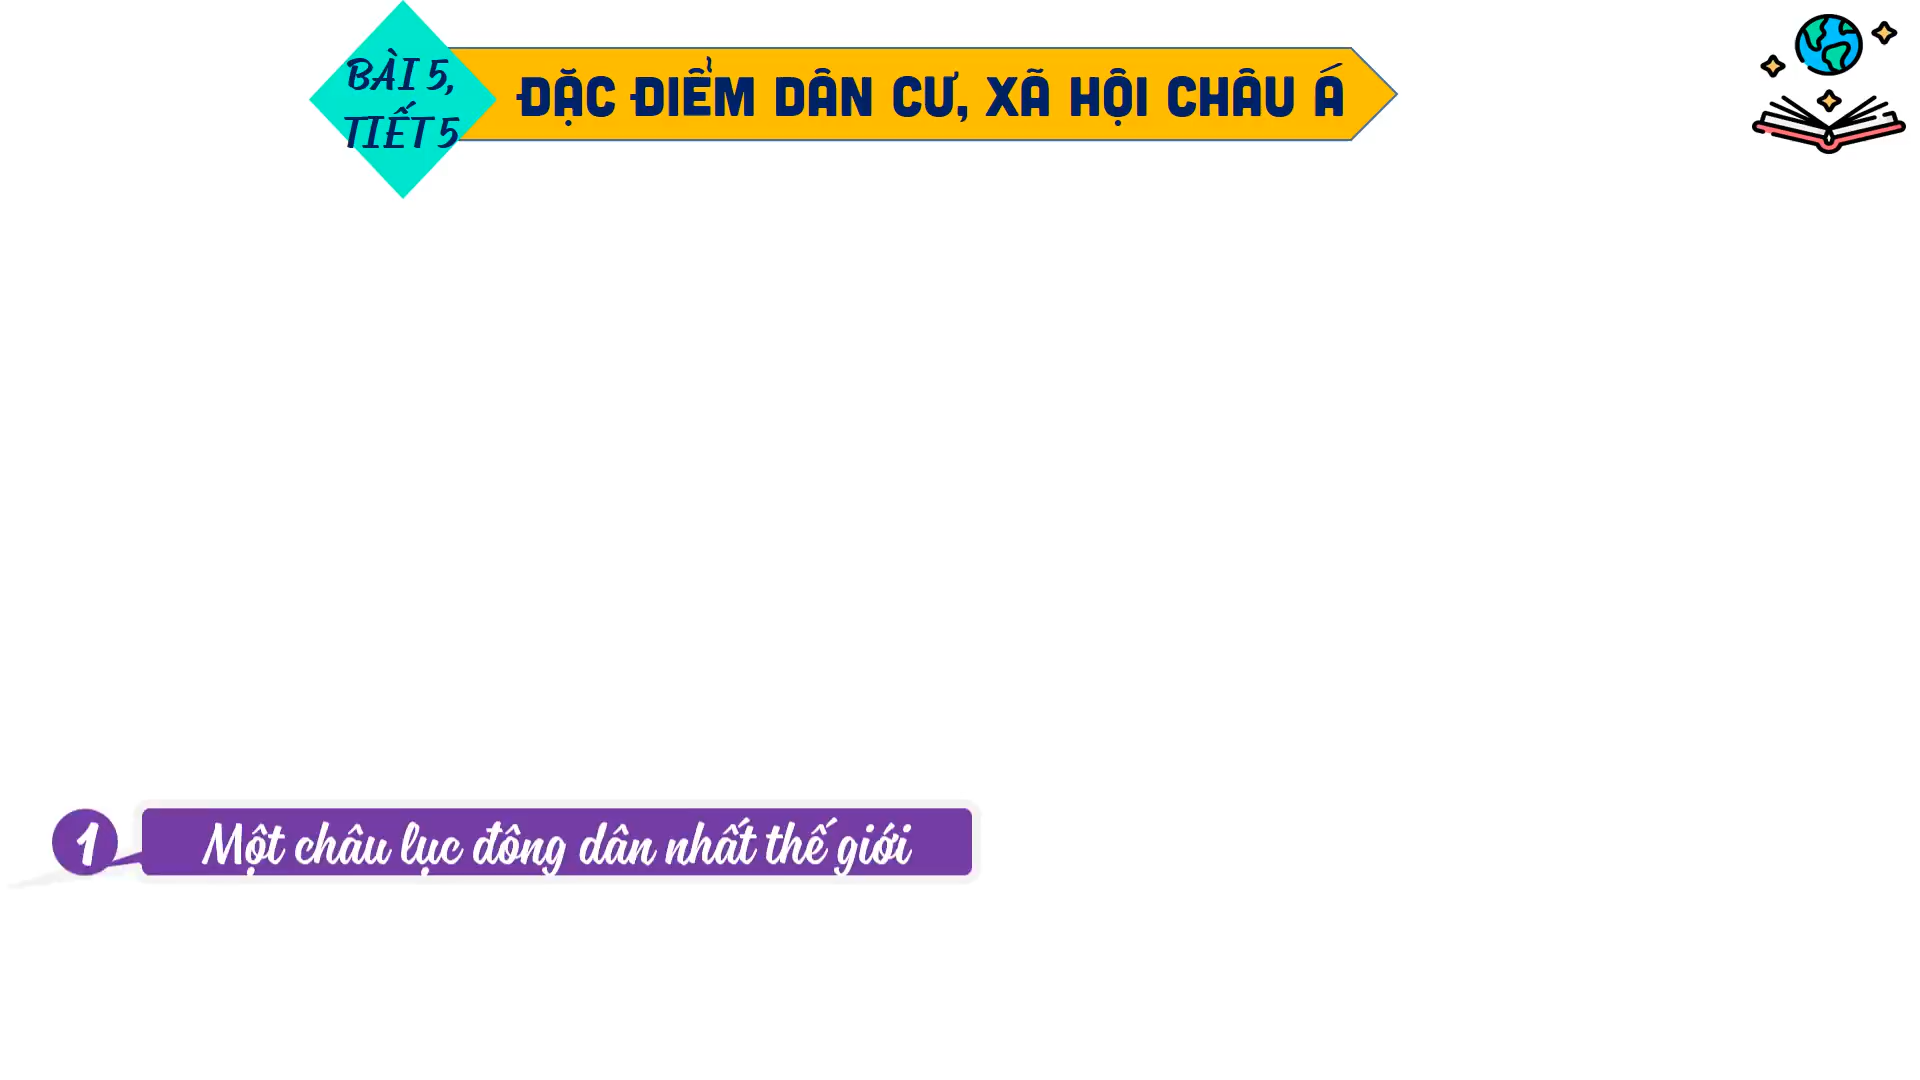 BÀI 5,
TIẾT 5
ĐẶC ĐIỂM DÂN CƯ, XÃ HỘI CHÂU Á
1
Một châu lục đông dân nhất thế giới